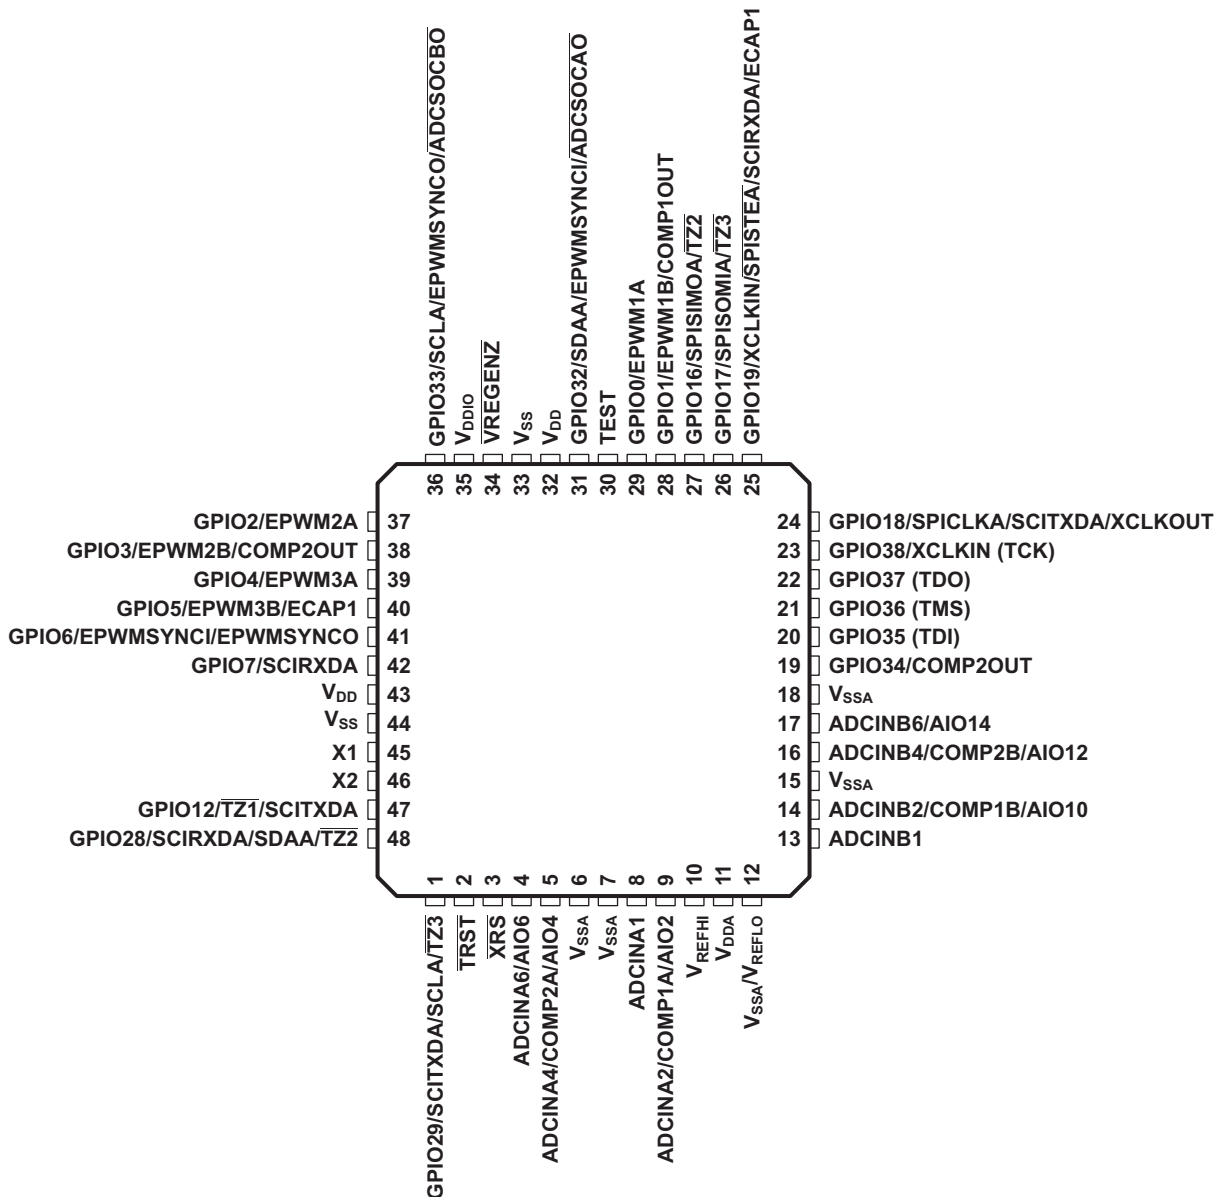 GPIO33/SCLA/EPWMSYNCO/ADCSOCBO
VDDIO
VREGENZ
VSS
VDD
GPIO32/SDAA/EPWMSYNCI/ADCSOCAO
TEST
GPIO0/EPWM1A
GPIO1/EPWM1B/COMP1OUT
GPIO16/SPISIMOA/TZ2
GPIO17/SPISOMIA/TZ3
GPIO19/XCLKIN/SPISTEA/SCIRXDA/ECAP1
36
35
34
33
32
31
30
29
28
27
26
25
GPIO2/EPWM2A 37
GPIO3/EPWM2B/COMP2OUT 38
GPIO4/EPWM3A 39
GPIO5/EPWM3B/ECAP1 40
GPIO6/EPWMSYNCI/EPWMSYNCO 41
GPIO7/SCIRXDA 42
VDD 43
VSS 44
X1 45
X2 46
GPIO12/TZ1/SCITXDA 47
GPIO28/SCIRXDA/SDAA/TZ2 48
24 GPIO18/SPICLKA/SCITXDA/XCLKOUT
23 GPIO38/XCLKIN (TCK)
22 GPIO37 (TDO)
21 GPIO36 (TMS)
20 GPIO35 (TDI)
19 GPIO34/COMP2OUT
18 VSSA
17 ADCINB6/AIO14
16 ADCINB4/COMP2B/AIO12
15 VSSA
14 ADCINB2/COMP1B/AIO10
13 ADCINB1
1
2
3
4
5
6
7
8
9
10
11
12
GPIO29/SCITXDA/SCLA/TZ3
TRST
XRS
ADCINA6/AIO6
ADCINA4/COMP2A/AIO4
VSSA
VSSA
ADCINA1
ADCINA2/COMP1A/AIO2
VREFHI
VDDA
VSSA/VREFLO